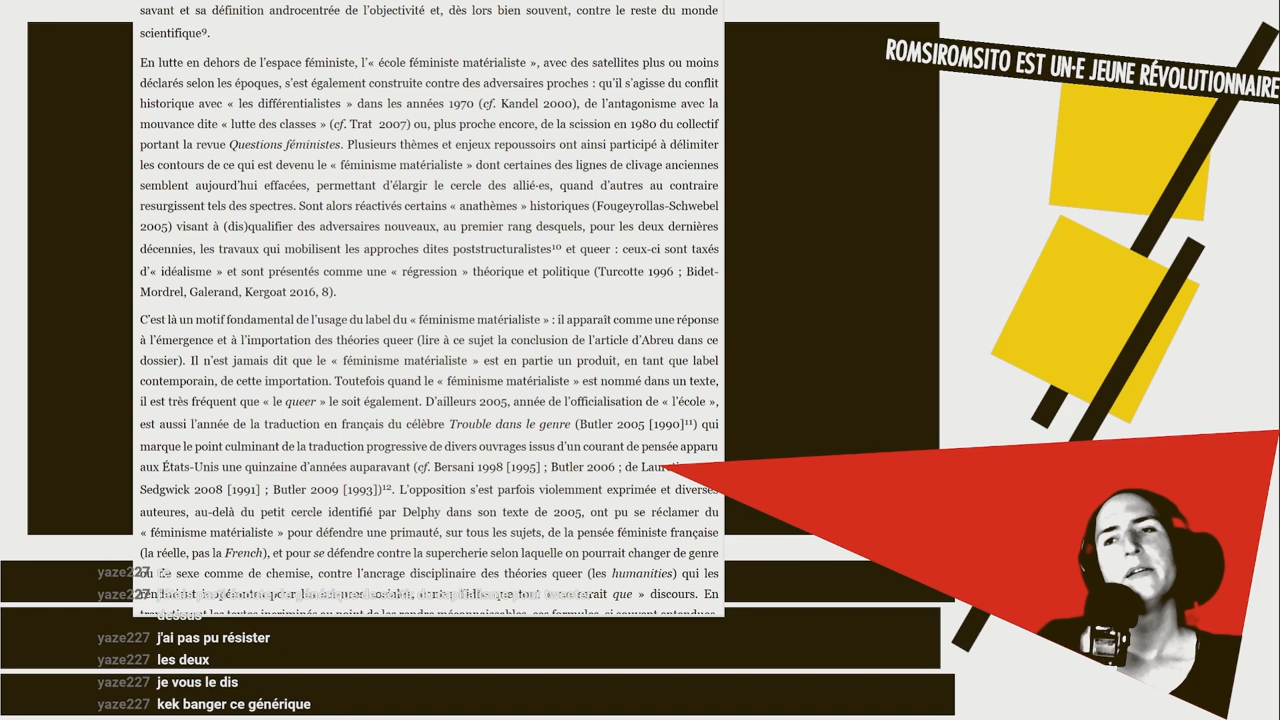 savant et sa définition androcentrée de l'objectivité et, dès lors bien souvent, contre le reste du monde
scientifique⁹.
En lutte en dehors de l'espace féministe, l'« école féministe matérialiste », avec des satellites plus ou moins
déclarés selon les époques, s'est également construite contre des adversaires proches : qu'il s'agisse du conflit
historique avec « les différentialistes » dans les années 1970 (cf. Kandel 2000), de l'antagonisme avec la
mouvance dite « lutte des classes » (cf. Trat 2007) ou, plus proche encore, de la scission en 1980 du collectif
portant la revue Questions féministes. Plusieurs thèmes et enjeux repoussoirs ont ainsi participé à délimiter
les contours de ce qui est devenu le « féminisme matérialiste » dont certaines des lignes de clivage anciennes
semblent aujourd'hui effacées, permettant d'élargir le cercle des allié·es, quand d'autres au contraire
resurgissent tels des spectres. Sont alors réactivés certains « anathèmes » historiques (Fougeyrollas-Schwebel
2005) visant à (dis)qualifier des adversaires nouveaux, au premier rang desquels, pour les deux dernières
décennies, les travaux qui mobilisent les approches dites poststructuralistes¹⁰ et queer : ceux-ci sont taxés
d'« idéalisme » et sont présentés comme une « régression » théorique et politique (Turcotte 1996 ; Bidet-
Mordrel, Galerand, Kergoat 2016, 8).
C'est là un motif fondamental de l'usage du label du « féminisme matérialiste » : il apparaît comme une réponse
à l'émergence et à l'importation des théories queer (lire à ce sujet la conclusion de l'article d'Abreu dans ce
dossier). Il n'est jamais dit que le « féminisme matérialiste » est en partie un produit, en tant que label
contemporain, de cette importation. Toutefois quand le « féminisme matérialiste » est nommé dans un texte,
il est très fréquent que « le queer » le soit également. D'ailleurs 2005, année de l'officialisation de « l'école »,
est aussi l'année de la traduction en français du célèbre Trouble dans le genre (Butler 2005 [1990]¹¹) qui
marque le point culminant de la traduction progressive de divers ouvrages issus d'un courant de pensée apparu
aux États-Unis une quinzaine d'années auparavant (cf. Bersani 1998 [1995] ; Butler 2006 ; de
Sedgwick 2008 [1991] ; Butler 2009 [1993])¹². L'opposition s'est parfois violemment exprimée et diverses
auteures, au-delà du petit cercle identifié par Delphy dans son texte de 2005, ont pu se réclamer du
« féminisme matérialiste » pour défendre une primauté, sur tous les sujets, de la pensée féministe française
(la réelle, pas la French), et pour se défendre contre la supercherie selon laquelle on pourrait changer de genre
ou de sexe comme de chemise, contre l'ancrage disciplinaire des théories queer (les humanities) qui les
que » discours. En
ROMSIROMSITO EST UN·E JEUNE RÉVOLUTIONNAIRE
yaze227
yaze227
dessus
yaze227 j'ai pas pu résister
yaze227 les deux
yaze227 je vous le dis
yaze227 kek banger ce générique